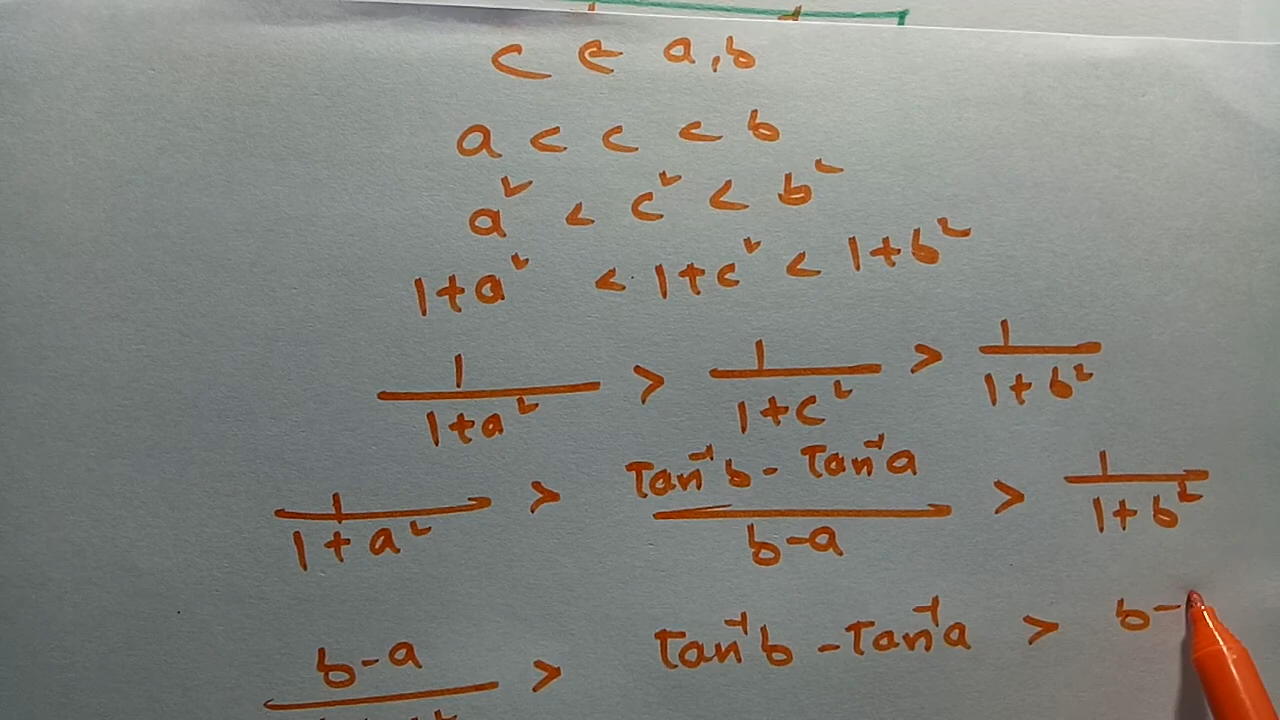 c ∈ a,b
a < c < b
a² < c² < b²
1+a² < 1+c² < 1+b²
1/(1+a²) > 1/(1+c²) > 1/(1+b²)
1/(1+a²) > (Tan⁻¹b - Tan⁻¹a)/(b-a) > 1/(1+b²)
b-a > Tan⁻¹b - Tan⁻¹a > b-